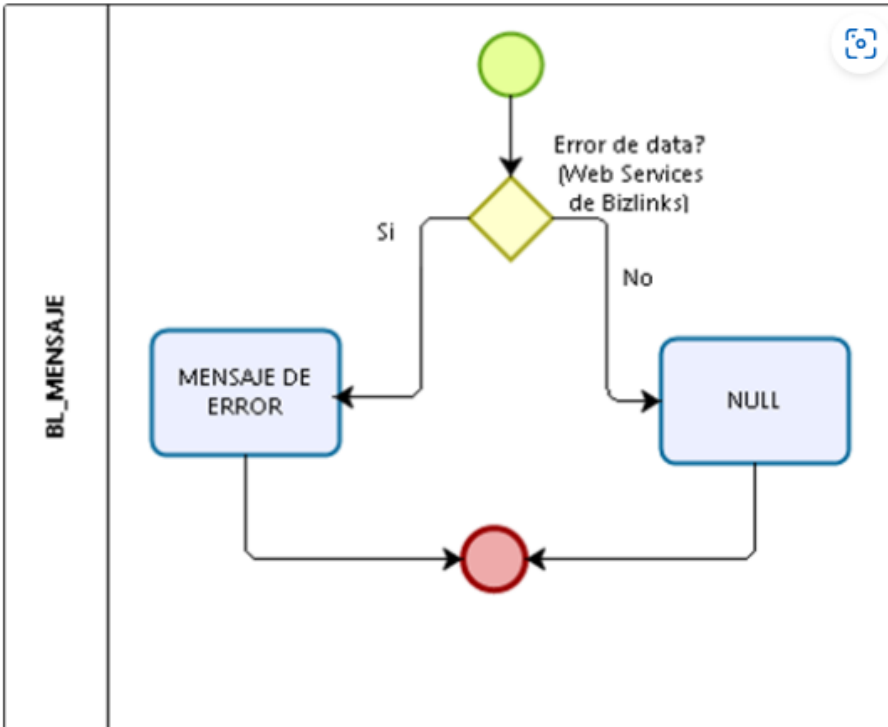 BL_MENSAJE
Error de data?
(Web Services
de Bizlinks)
Si
No
MENSAJE DE
ERROR
NULL